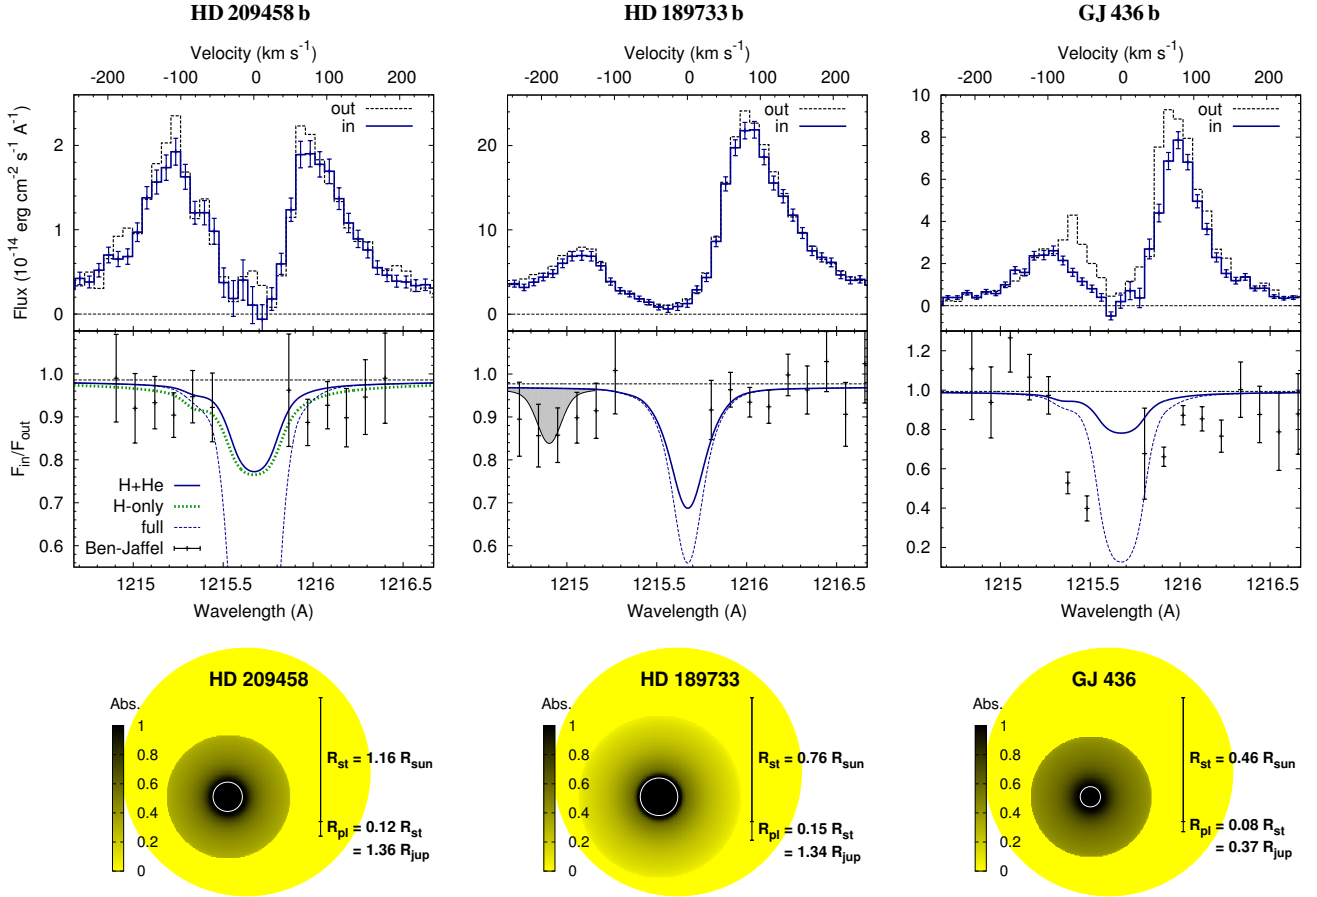 HD 209458 b HD 189733 b GJ 436 b
Velocity (km s-1) Velocity (km s-1) Velocity (km s-1)
-200 -100 0 100 200 -200 -100 0 100 200 -200 -100 0 100 200
out out out
in in in
Flux (10-14 erg cm-2 s-1 A-1)
2
1
0
20
10
0
10
8
6
4
2
0
Fin/Fout
1.0
0.9
0.8
0.7
0.6
H+He
H-only
full
Ben-Jaffel
1.0
0.9
0.8
0.7
0.6
1.2
1.0
0.8
0.6
0.4
0.2
1215 1215.5 1216 1216.5 1215 1215.5 1216 1216.5 1215 1215.5 1216 1216.5
Wavelength (A) Wavelength (A) Wavelength (A)
HD 209458
Abs.
1
0.8
0.6
0.4
0.2
0
Rst = 1.16 Rsun
Rpl = 0.12 Rst
= 1.36 Rjup
HD 189733
Abs.
1
0.8
0.6
0.4
0.2
0
Rst = 0.76 Rsun
Rpl = 0.15 Rst
= 1.34 Rjup
GJ 436
Abs.
1
0.8
0.6
0.4
0.2
0
Rst = 0.46 Rsun
Rpl = 0.08 Rst
= 0.37 Rjup